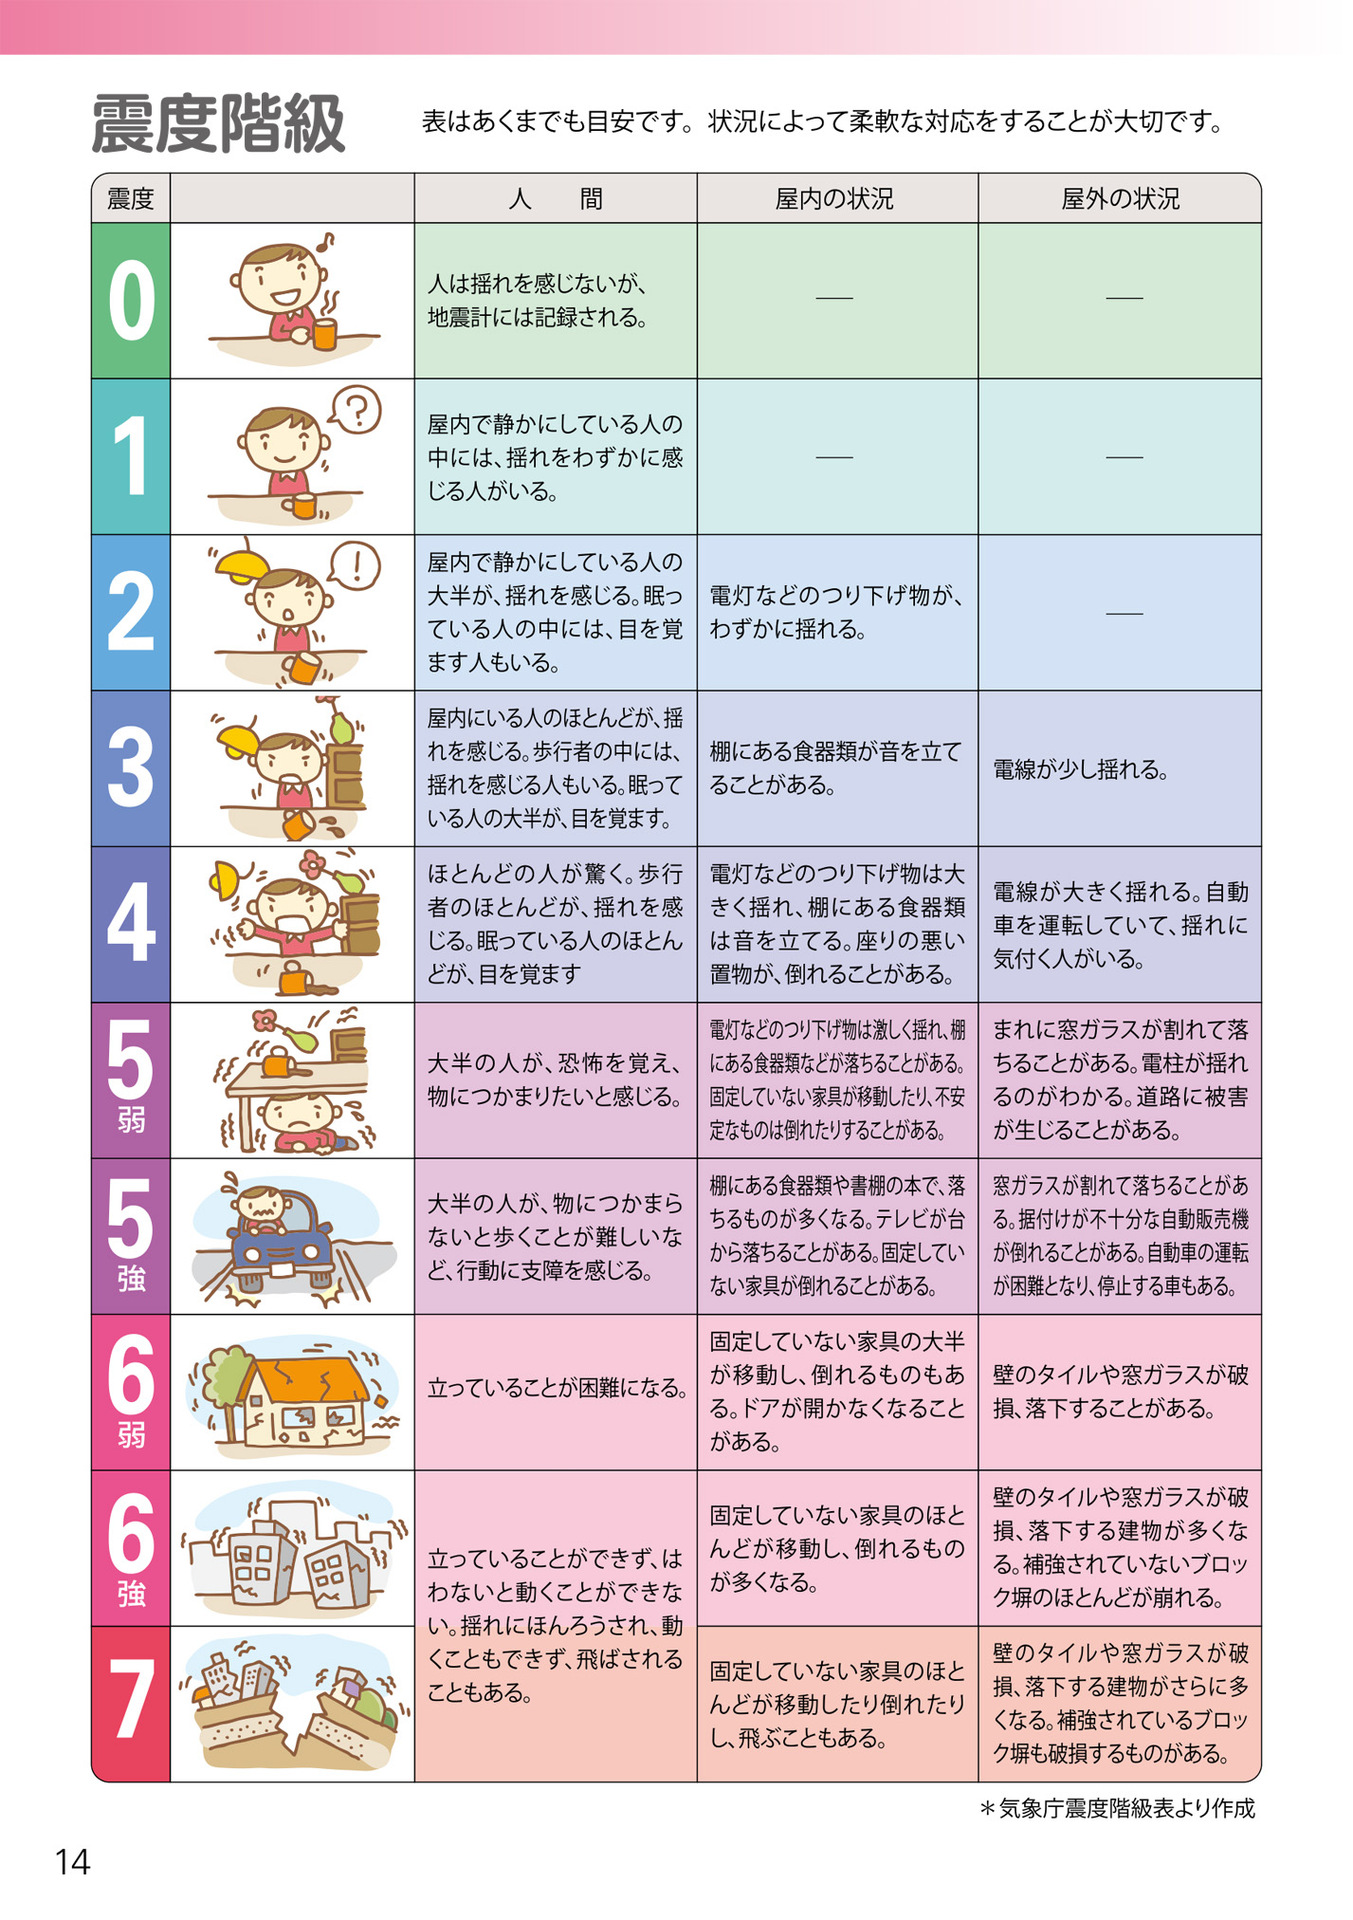 震度階級
表はあくまでも目安です。状況によって柔軟な対応をすることが大切です。
震度
人　間
屋内の状況
屋外の状況
0
人は揺れを感じないが、
地震計には記録される。
—
—
1
?
屋内で静かにしている人の
中には、揺れをわずかに感
じる人がいる。
—
—
2
!
屋内で静かにしている人の
大半が、揺れを感じる。眠っ
ている人の中には、目を覚
ます人もいる。
電灯などのつり下げ物が、
わずかに揺れる。
—
3
屋内にいる人のほとんどが、揺
れを感じる。歩行者の中には、
揺れを感じる人もいる。眠って
いる人の大半が、目を覚ます。
棚にある食器類が音を立て
ることがある。
電線が少し揺れる。
4
ほとんどの人が驚く。歩行
者のほとんどが、揺れを感
じる。眠っている人のほとん
どが、目を覚ます
電灯などのつり下げ物は大
きく揺れ、棚にある食器類
は音を立てる。座りの悪い
置物が、倒れることがある。
電線が大きく揺れる。自動
車を運転していて、揺れに
気付く人がいる。
5
弱
大半の人が、恐怖を覚え、
物につかまりたいと感じる。
電灯などのつり下げ物は激しく揺れ、棚
にある食器類などが落ちることがある。
固定していない家具が移動したり、不安
定なものは倒れたりすることがある。
まれに窓ガラスが割れて落
ちることがある。電柱が揺れ
るのがわかる。道路に被害
が生じることがある。
5
強
大半の人が、物につかまら
ないと歩くことが難しいな
ど、行動に支障を感じる。
棚にある食器類や書棚の本で、落
ちるものが多くなる。テレビが台
から落ちることがある。固定してい
ない家具が倒れることがある。
窓ガラスが割れて落ちることがあ
る。据付けが不十分な自動販売機
が倒れることがある。自動車の運転
が困難となり、停止する車もある。
6
弱
立っていることが困難になる。
固定していない家具の大半
が移動し、倒れるものもあ
る。ドアが開かなくなること
がある。
壁のタイルや窓ガラスが破
損、落下することがある。
6
強
立っていることができず、は
わないと動くことができな
い。揺れにほんろうされ、動
くこともできず、飛ばされる
こともある。
固定していない家具のほと
んどが移動し、倒れるもの
が多くなる。
壁のタイルや窓ガラスが破
損、落下する建物が多くな
る。補強されていないブロッ
ク塀のほとんどが崩れる。
7
固定していない家具のほと
んどが移動したり倒れたり
し、飛ぶこともある。
壁のタイルや窓ガラスが破
損、落下する建物がさらに多
くなる。補強されているブロッ
ク塀も破損するものがある。
＊気象庁震度階級表より作成
14